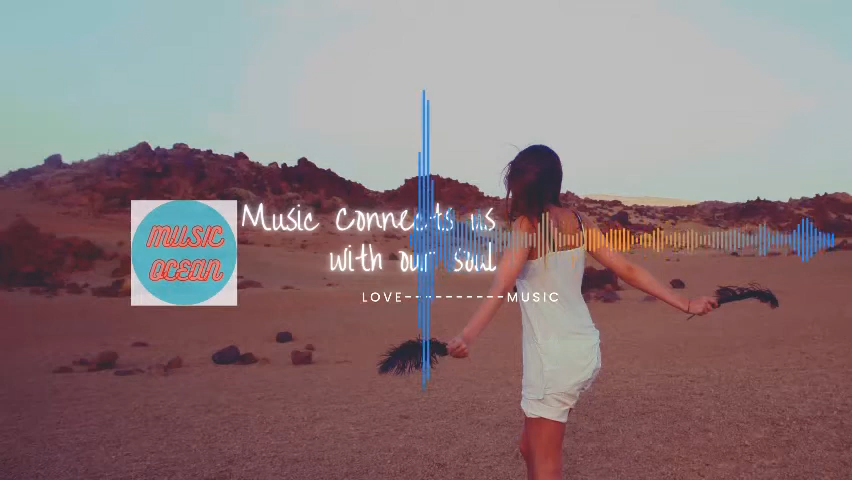 MUSIC
OCEAN
Music connects us
with our soul
LOVE-----------MUSIC